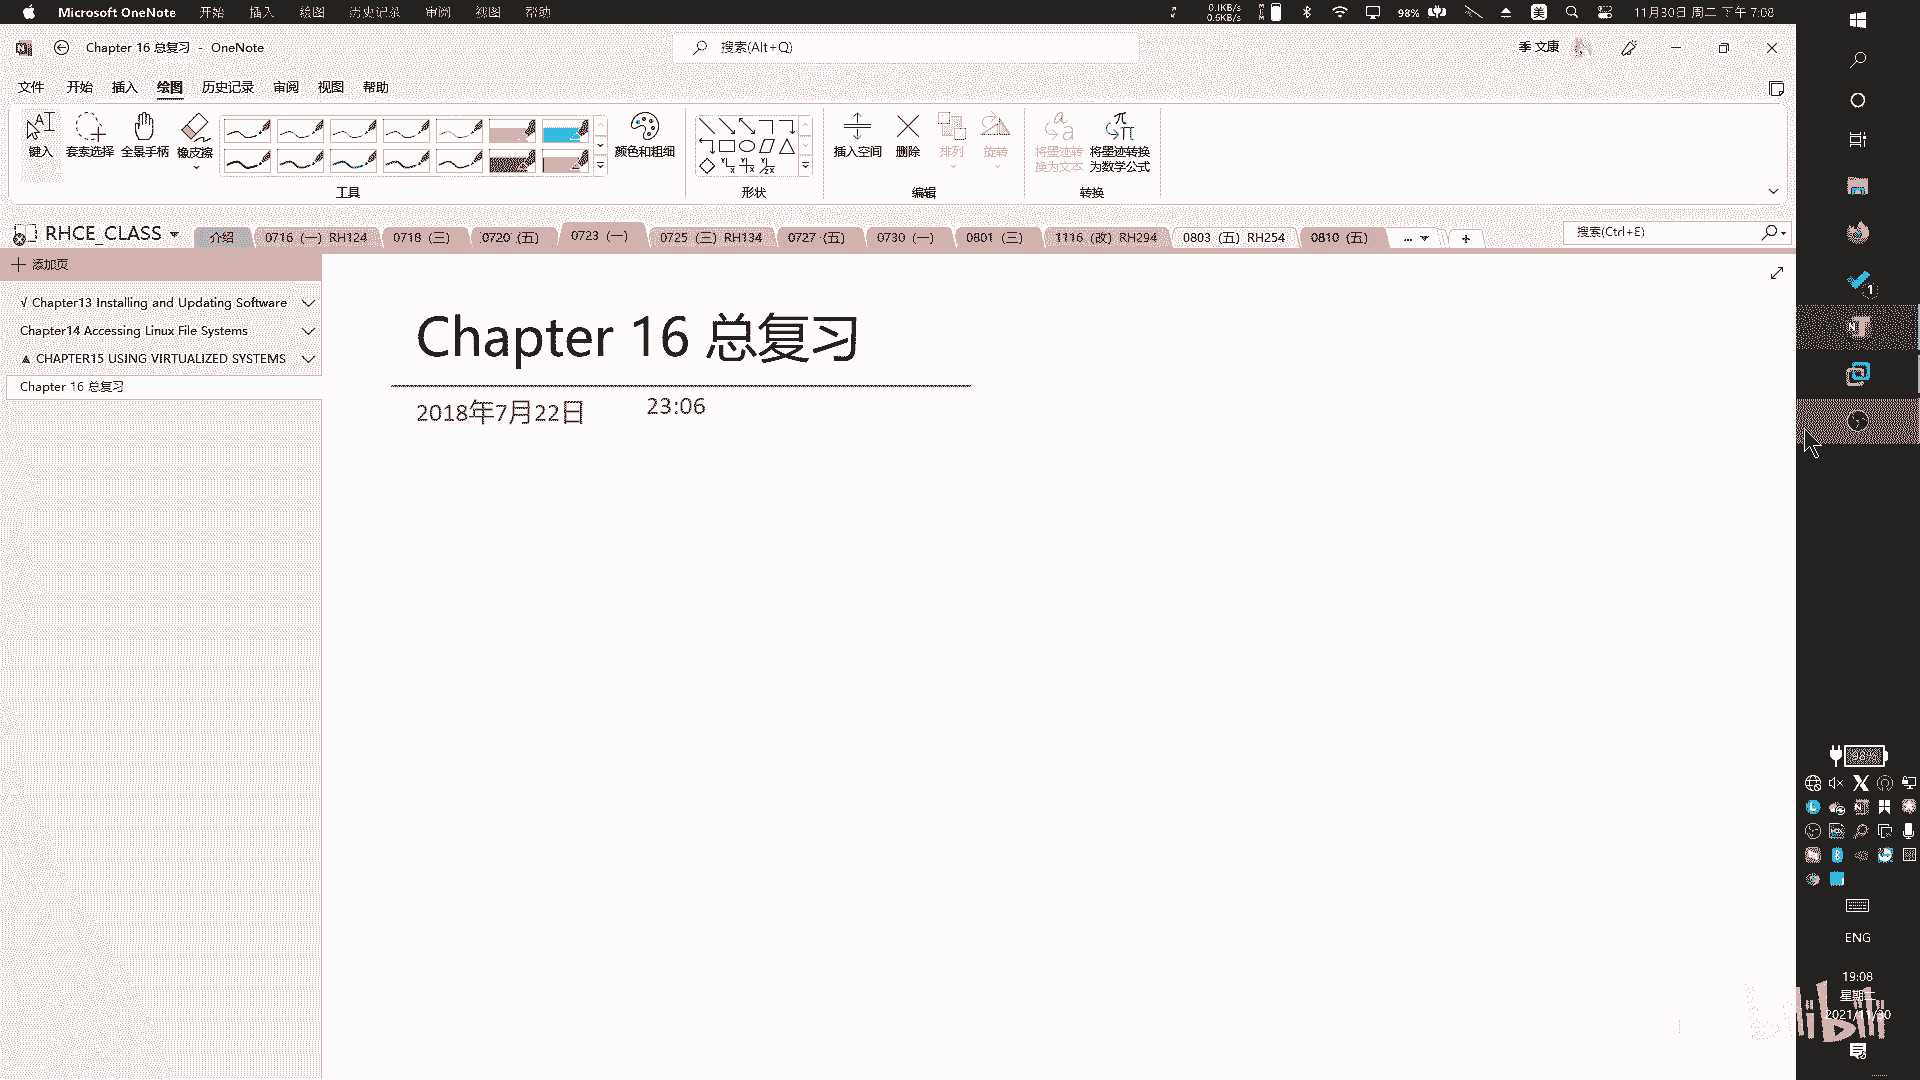 Microsoft OneNote 开始 插入 绘图 历史记录 审阅 视图 帮助
0.1KB/s
0.6KB/s
98%
美
11月30日 周二 下午 7:08
Chapter 16 总复习 - OneNote
搜索(Alt+Q)
季 文康
文件 开始 插入 绘图 历史记录 审阅 视图 帮助
键入 套索选择 全景手柄 橡皮擦 颜色和粗细
工具
形状
插入空间 删除 排列 旋转
编辑
将墨迹转换为文本
将墨迹转换为数学公式
转换
RHCE_CLASS
介绍 0716 (一) RH124 0718 (三) 0720 (五) 0723 (一) 0725 (三) RH134 0727 (五) 0730 (一) 0801 (三) 1116 (改) RH294 0803 (五) RH254 0810 (五) ... +
搜索(Ctrl+E)
添加页
√ Chapter13 Installing and Updating Software
Chapter14 Accessing Linux File Systems
▲ CHAPTER15 USING VIRTUALIZED SYSTEMS
Chapter 16 总复习
Chapter 16 总复习
2018年7月22日 23:06
1
98%
ENG
19:08
星期二
2021/11/30
bilibili